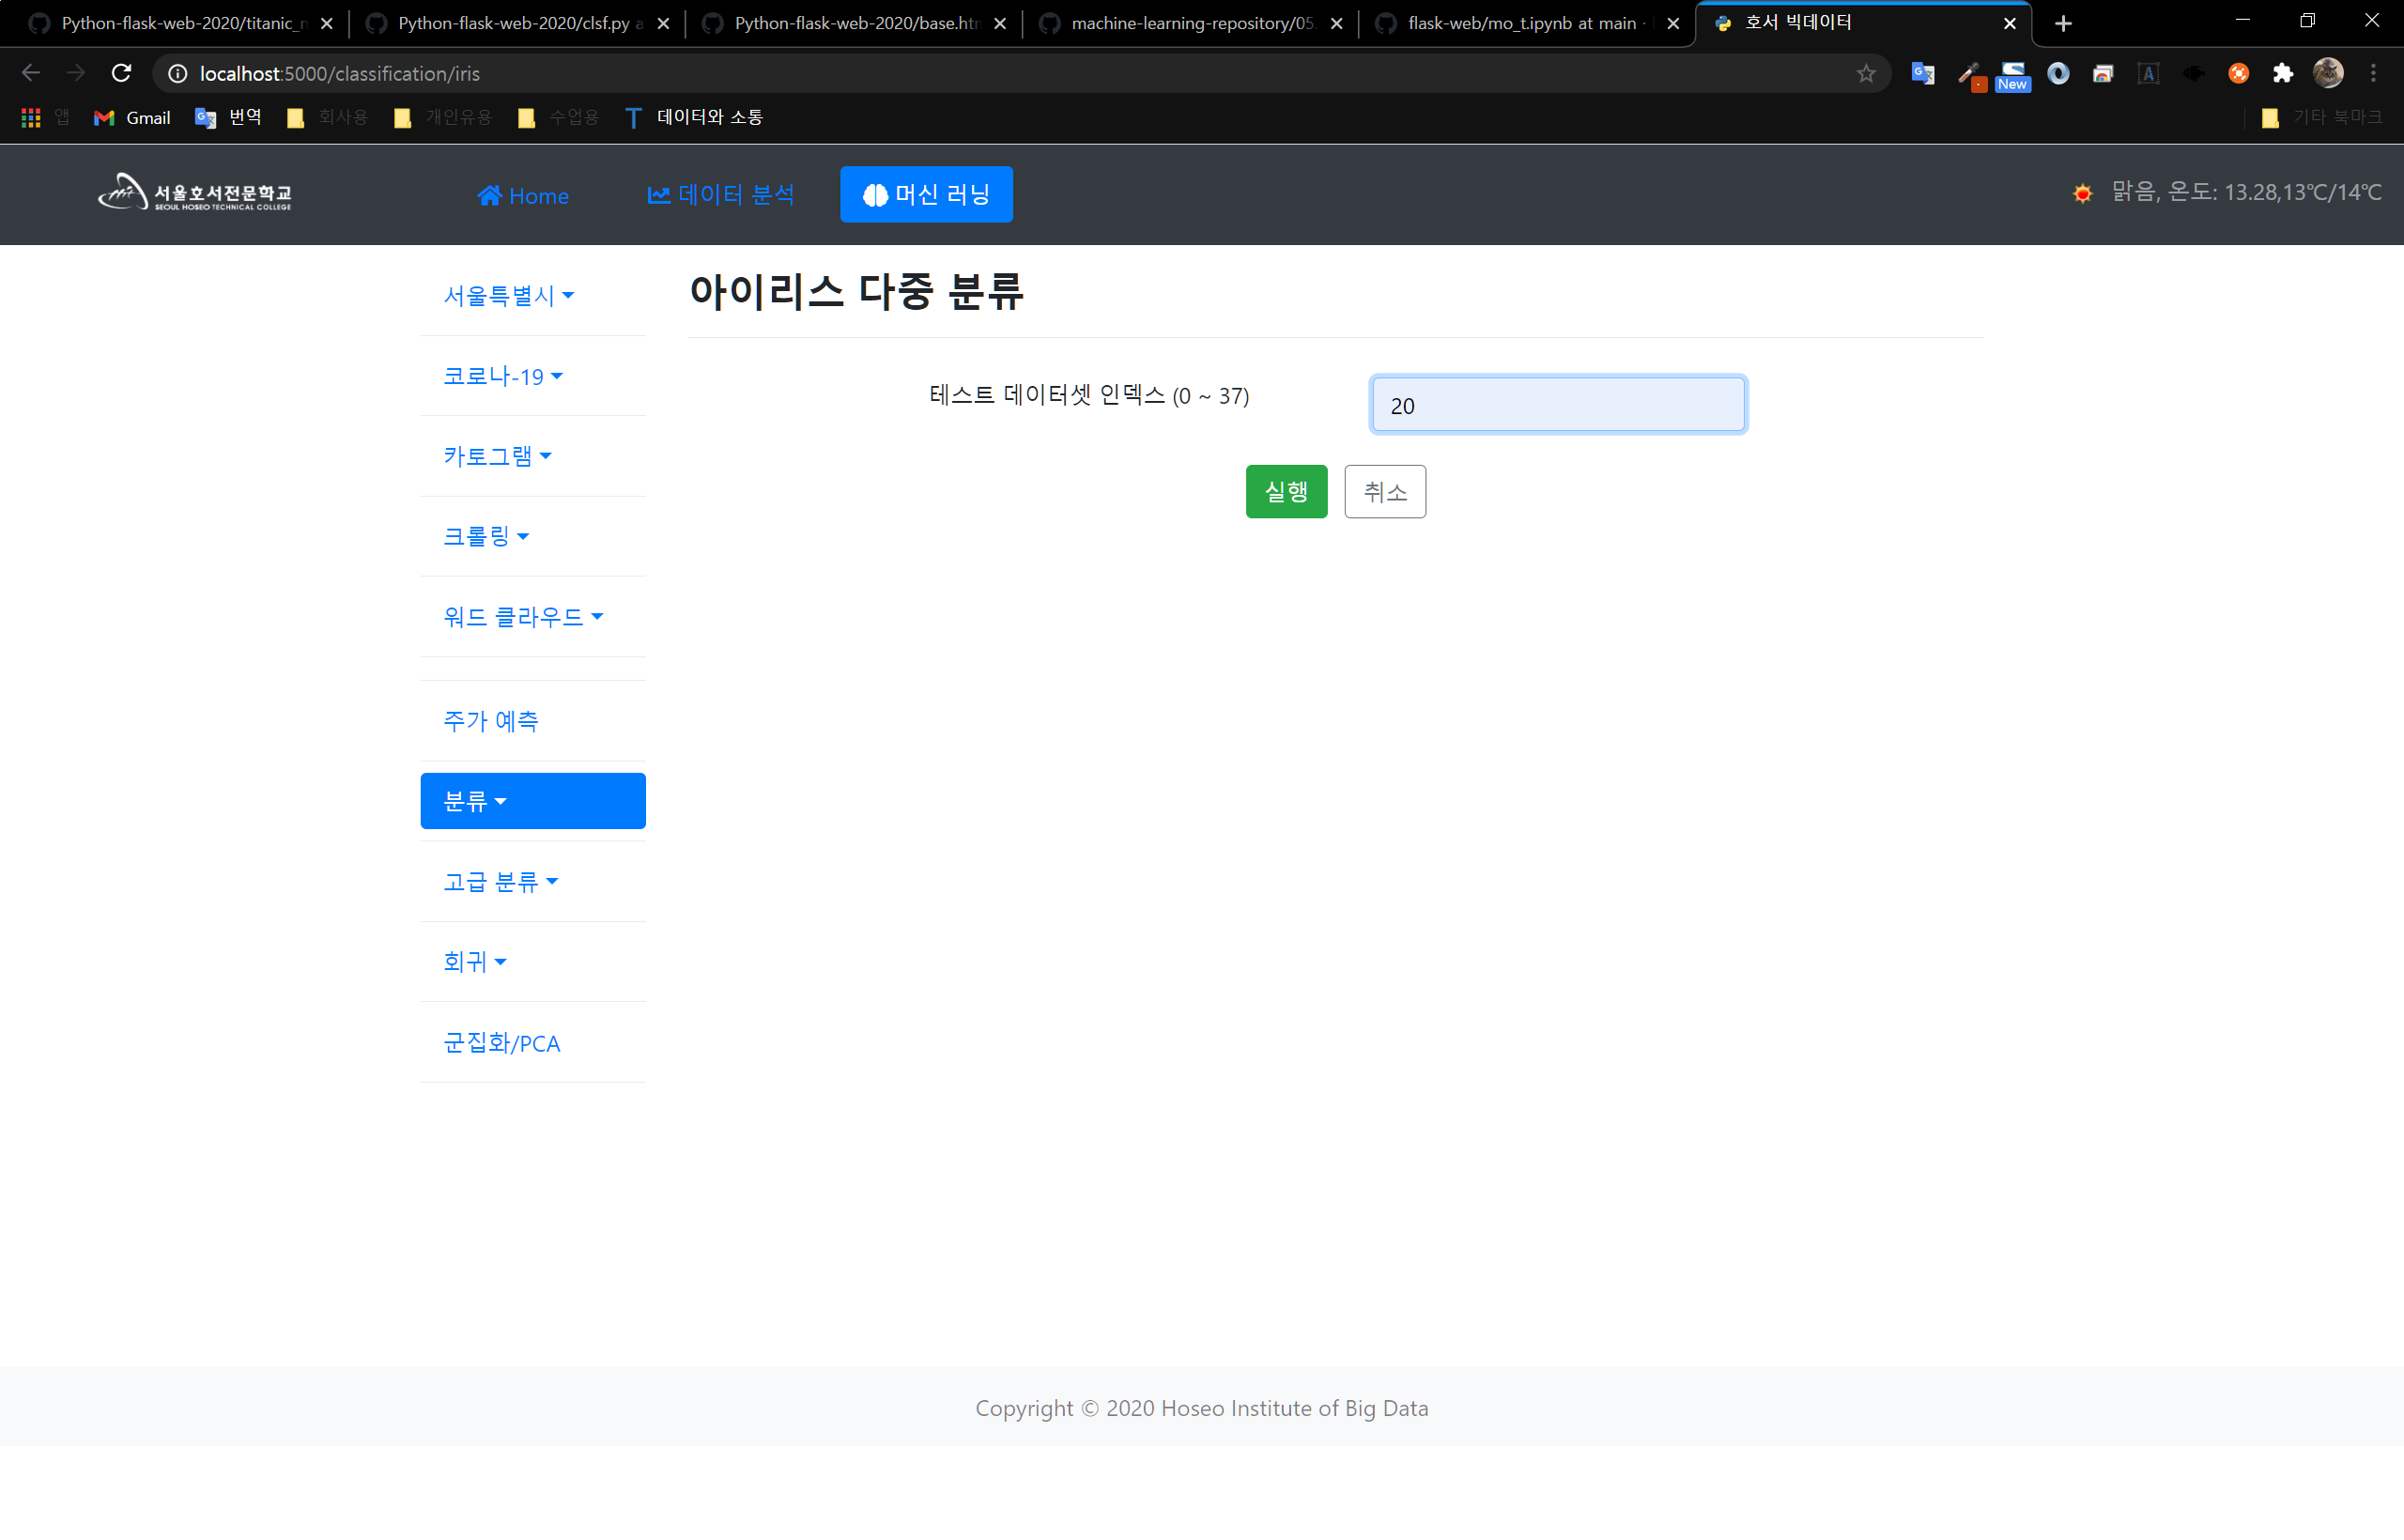 Python-flask-web-2020/titanic_r
Python-flask-web-2020/clsf.py a
Python-flask-web-2020/base.htm
machine-learning-repository/05.
flask-web/mo_t.ipynb at main ·
호서 빅데이터
localhost:5000/classification/iris
New
앱
Gmail
번역
회사용
개인유용
수업용
데이터와 소통
기타 북마크
서울호서전문학교
SEOUL HOSEO TECHNICAL COLLEGE
Home
데이터 분석
머신 러닝
맑음, 온도: 13.28,13℃/14℃
서울특별시
코로나-19
카토그램
크롤링
워드 클라우드
주가 예측
분류
고급 분류
회귀
군집화/PCA
아이리스 다중 분류
테스트 데이터셋 인덱스 (0 ~ 37)
20
실행
취소
Copyright © 2020 Hoseo Institute of Big Data